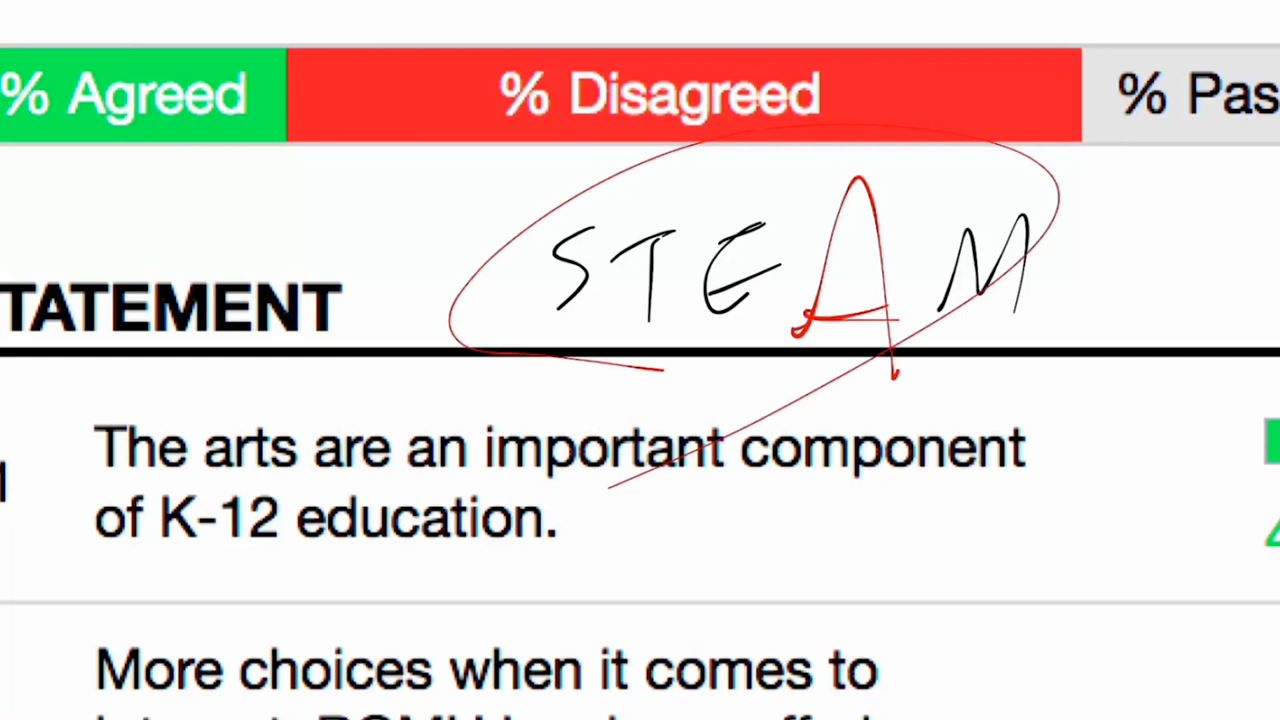 % Agreed % Disagreed % Pas
STEAM
TATEMENT
The arts are an important component
of K-12 education.
More choices when it comes to